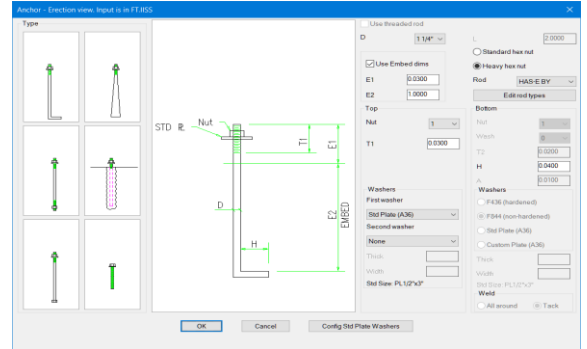 Anchor - Erection view. Input is in FT.IISS
Type
STD PL
Nut
T1
E1
D
E2
EMBED
H
Use threaded rod
D 1 1/4"
L 2.0000
Use Embed dims
Standard hex nut
Heavy hex nut
E1 0.0300
E2 1.0000
Rod HAS-E BY
Edit rod types
Top
Nut 1
T1 0.0300
Bottom
Nut 1
Wash 0
T2 0.0200
H 0.0400
A 0.0100
Washers
First washer
Std Plate (A36)
Second washer
None
Thick
Width
Std Size: PL1/2"x3"
Washers
F436 (hardened)
F844 (non-hardened)
Std Plate (A36)
Custom Plate (A36)
Thick
Width
Std Size: PL1/2"x3"
Weld
All around
Tack
OK
Cancel
Config Std Plate Washers